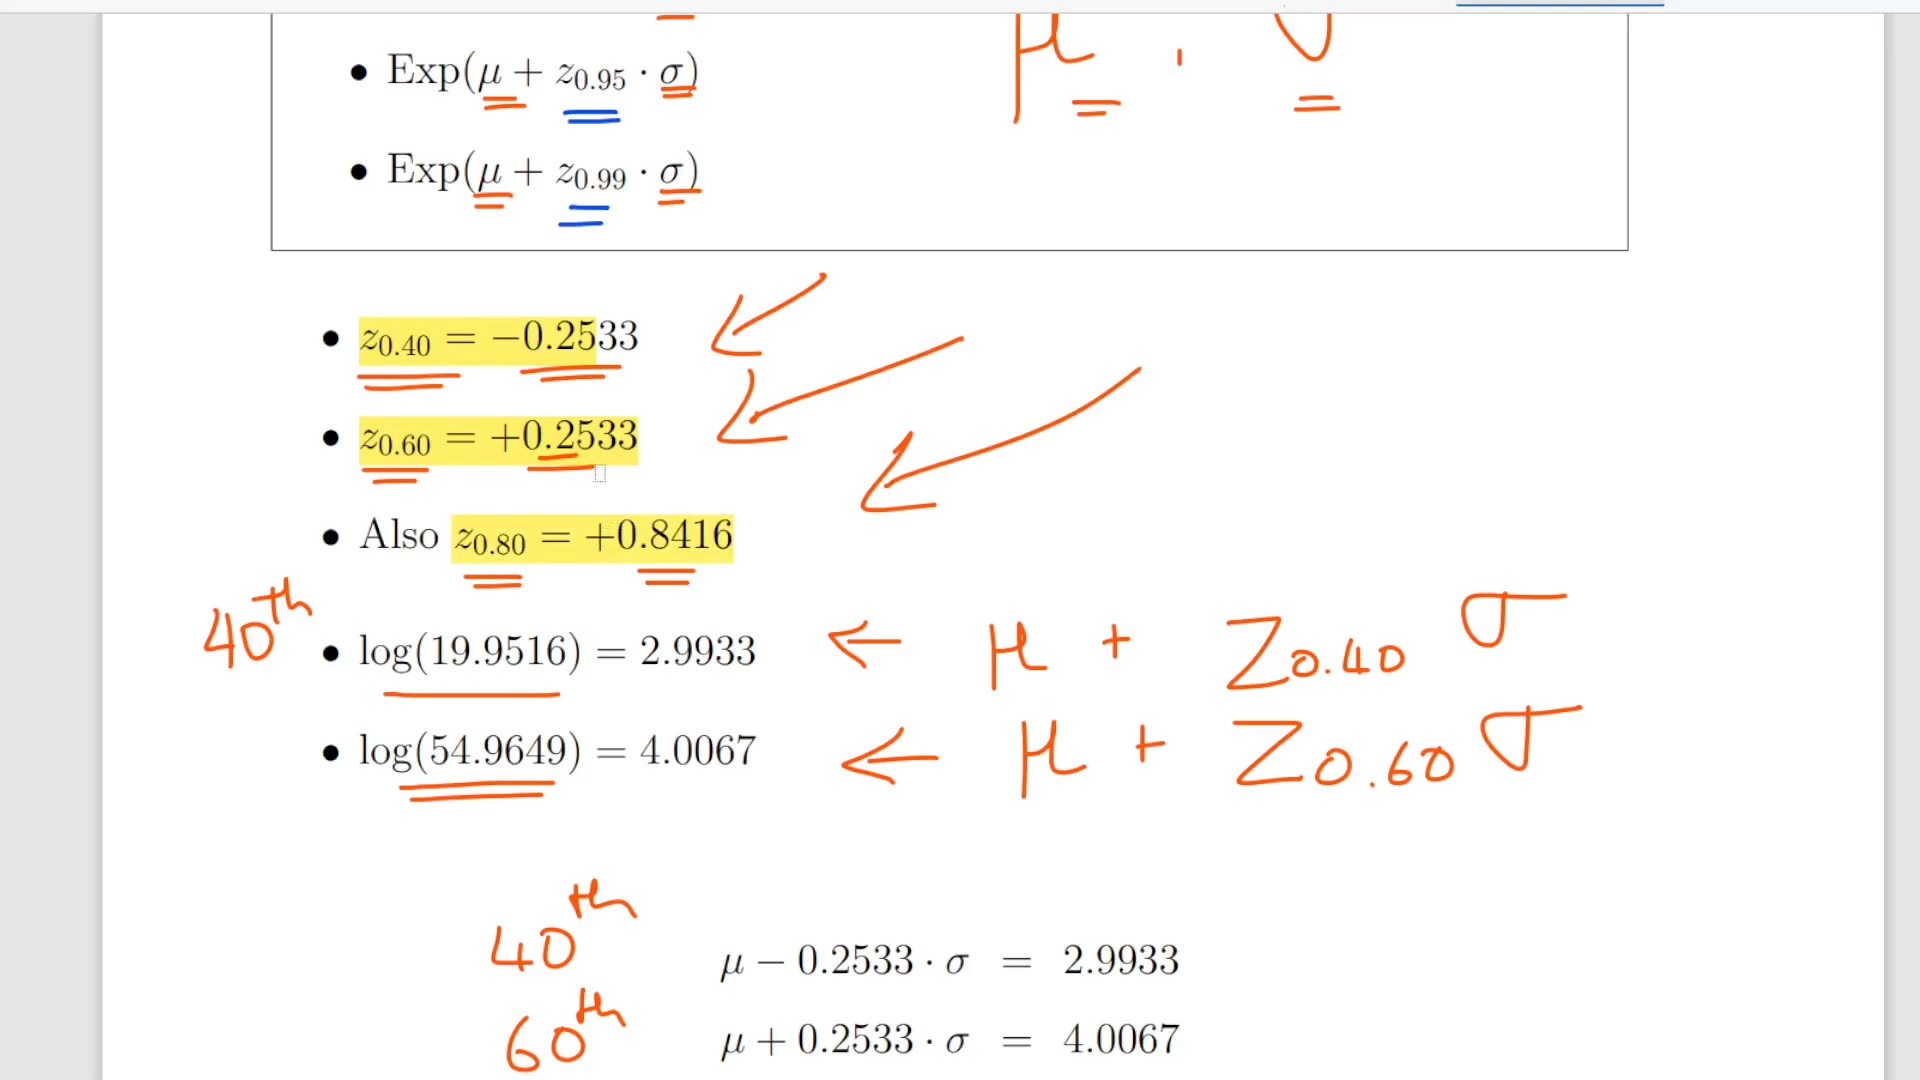 μ , σ
• Exp(μ + z0.95 · σ)
• Exp(μ + z0.99 · σ)
• z0.40 = −0.2533
• z0.60 = +0.2533
• Also z0.80 = +0.8416
40th • log(19.9516) = 2.9933 ← μ + Z0.40 σ
• log(54.9649) = 4.0067 ← μ + Z0.60 σ
40th μ − 0.2533 · σ = 2.9933
60th μ + 0.2533 · σ = 4.0067